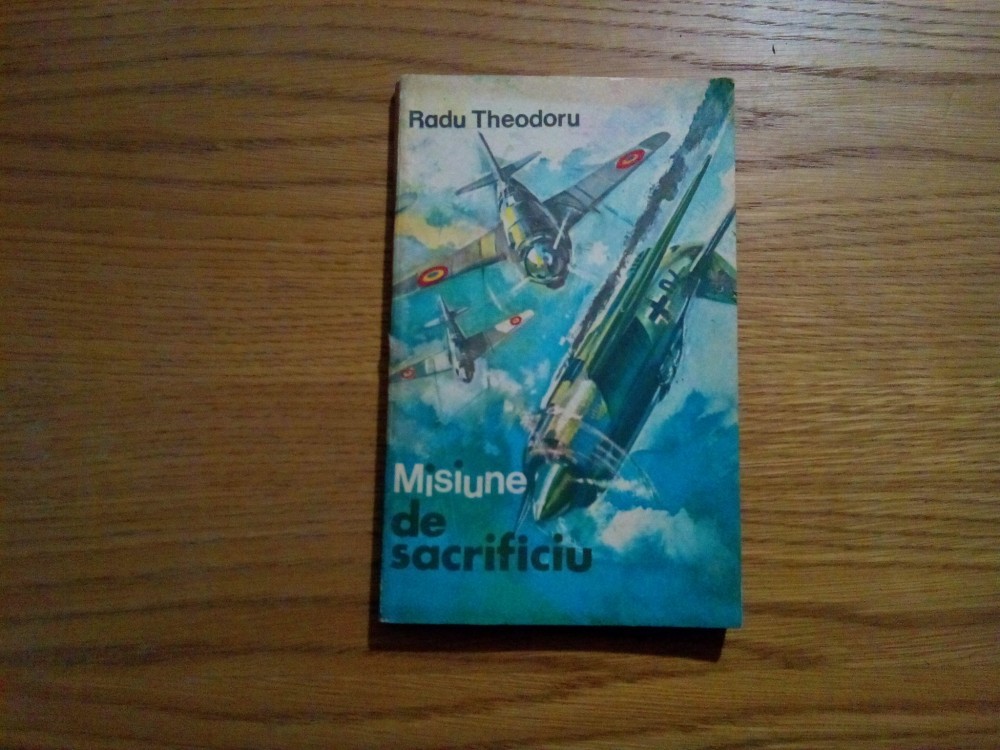 Radu Theodoru
Misiune
de
sacrificiu